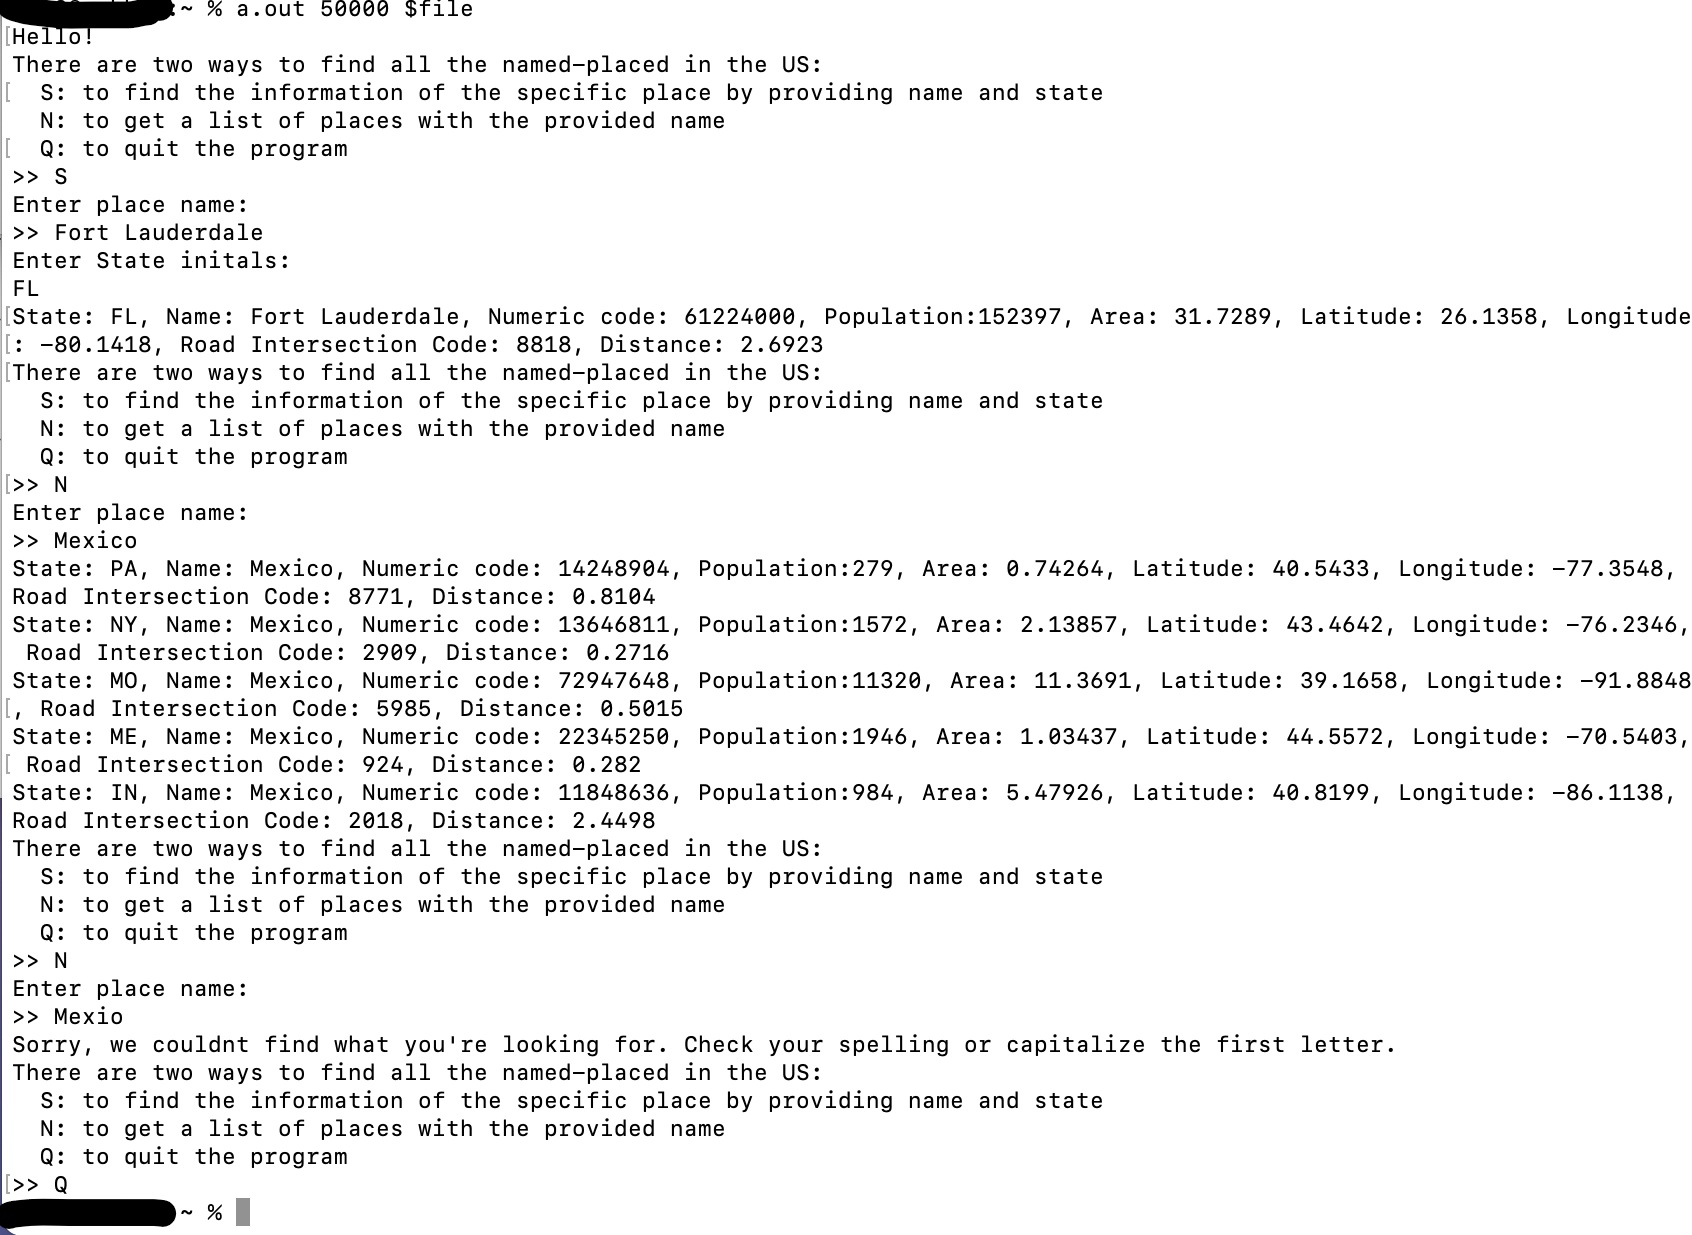 :~ % a.out 50000 $file
[Hello!
There are two ways to find all the named-placed in the US:
[  S: to find the information of the specific place by providing name and state
   N: to get a list of places with the provided name
[  Q: to quit the program
>> S
Enter place name:
>> Fort Lauderdale
Enter State initals:
FL
[State: FL, Name: Fort Lauderdale, Numeric code: 61224000, Population:152397, Area: 31.7289, Latitude: 26.1358, Longitude
[: -80.1418, Road Intersection Code: 8818, Distance: 2.6923
[There are two ways to find all the named-placed in the US:
   S: to find the information of the specific place by providing name and state
   N: to get a list of places with the provided name
   Q: to quit the program
[>> N
Enter place name:
>> Mexico
State: PA, Name: Mexico, Numeric code: 14248904, Population:279, Area: 0.74264, Latitude: 40.5433, Longitude: -77.3548,
Road Intersection Code: 8771, Distance: 0.8104
State: NY, Name: Mexico, Numeric code: 13646811, Population:1572, Area: 2.13857, Latitude: 43.4642, Longitude: -76.2346,
 Road Intersection Code: 2909, Distance: 0.2716
State: MO, Name: Mexico, Numeric code: 72947648, Population:11320, Area: 11.3691, Latitude: 39.1658, Longitude: -91.8848
[, Road Intersection Code: 5985, Distance: 0.5015
State: ME, Name: Mexico, Numeric code: 22345250, Population:1946, Area: 1.03437, Latitude: 44.5572, Longitude: -70.5403,
[ Road Intersection Code: 924, Distance: 0.282
State: IN, Name: Mexico, Numeric code: 11848636, Population:984, Area: 5.47926, Latitude: 40.8199, Longitude: -86.1138,
Road Intersection Code: 2018, Distance: 2.4498
There are two ways to find all the named-placed in the US:
   S: to find the information of the specific place by providing name and state
   N: to get a list of places with the provided name
   Q: to quit the program
>> N
Enter place name:
>> Mexio
Sorry, we couldnt find what you're looking for. Check your spelling or capitalize the first letter.
There are two ways to find all the named-placed in the US:
   S: to find the information of the specific place by providing name and state
   N: to get a list of places with the provided name
   Q: to quit the program
[>> Q
~ %